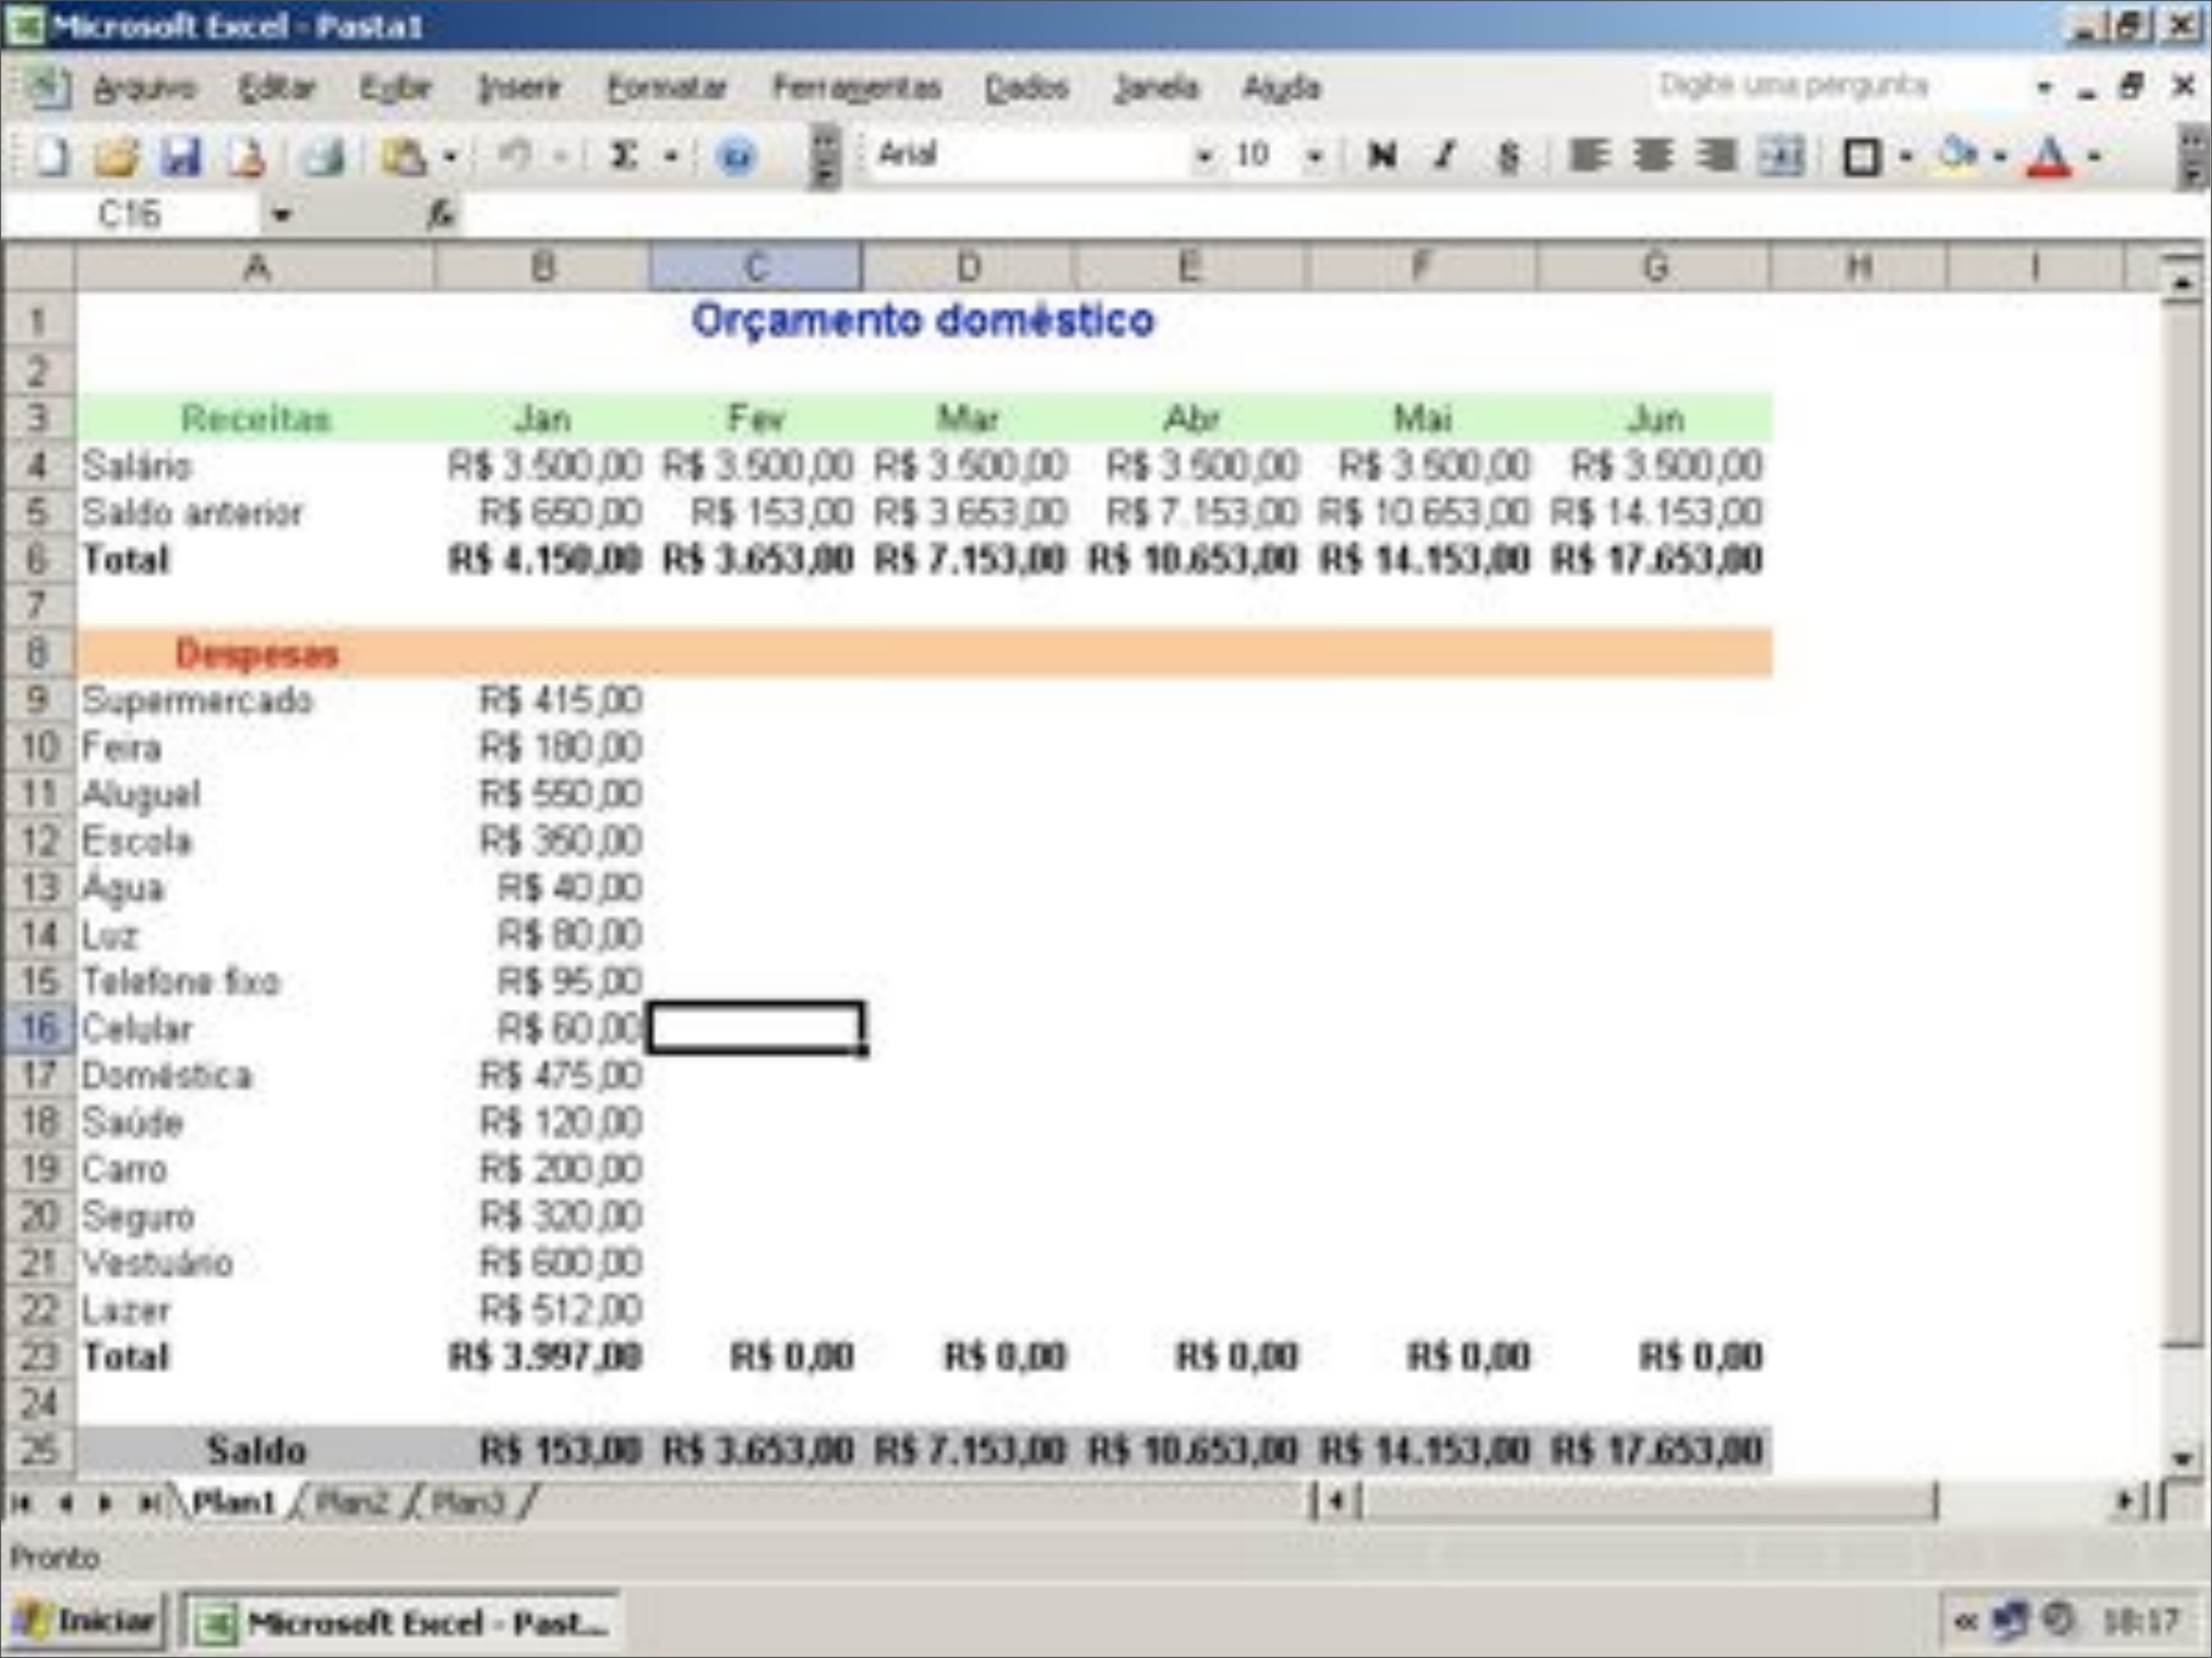 Microsoft Excel - Pasta1
Arquivo Editar Exibir Inserir Formatar Ferramentas Dados Janela Ajuda Digite uma pergunta
Arial 10 N I S
C16 fx
A B C D E F G H I
1 Orçamento doméstico
2
3 Receitas Jan Fev Mar Abr Mai Jun
4 Salário R$ 3.500,00 R$ 3.500,00 R$ 3.500,00 R$ 3.500,00 R$ 3.500,00 R$ 3.500,00
5 Saldo anterior R$ 650,00 R$ 153,00 R$ 3.653,00 R$ 7.153,00 R$ 10.653,00 R$ 14.153,00
6 Total R$ 4.150,00 R$ 3.653,00 R$ 7.153,00 R$ 10.653,00 R$ 14.153,00 R$ 17.653,00
7
8 Despesas
9 Supermercado R$ 415,00
10 Feira R$ 180,00
11 Aluguel R$ 550,00
12 Escola R$ 350,00
13 Água R$ 40,00
14 Luz R$ 80,00
15 Telefone fixo R$ 95,00
16 Celular R$ 60,00
17 Doméstica R$ 475,00
18 Saúde R$ 120,00
19 Carro R$ 200,00
20 Seguro R$ 320,00
21 Vestuário R$ 600,00
22 Lazer R$ 512,00
23 Total R$ 3.997,00 R$ 0,00 R$ 0,00 R$ 0,00 R$ 0,00 R$ 0,00
24
25 Saldo R$ 153,00 R$ 3.653,00 R$ 7.153,00 R$ 10.653,00 R$ 14.153,00 R$ 17.653,00
Plan1 Plan2 Plan3
Pronto
Iniciar Microsoft Excel - Past... « 18:17